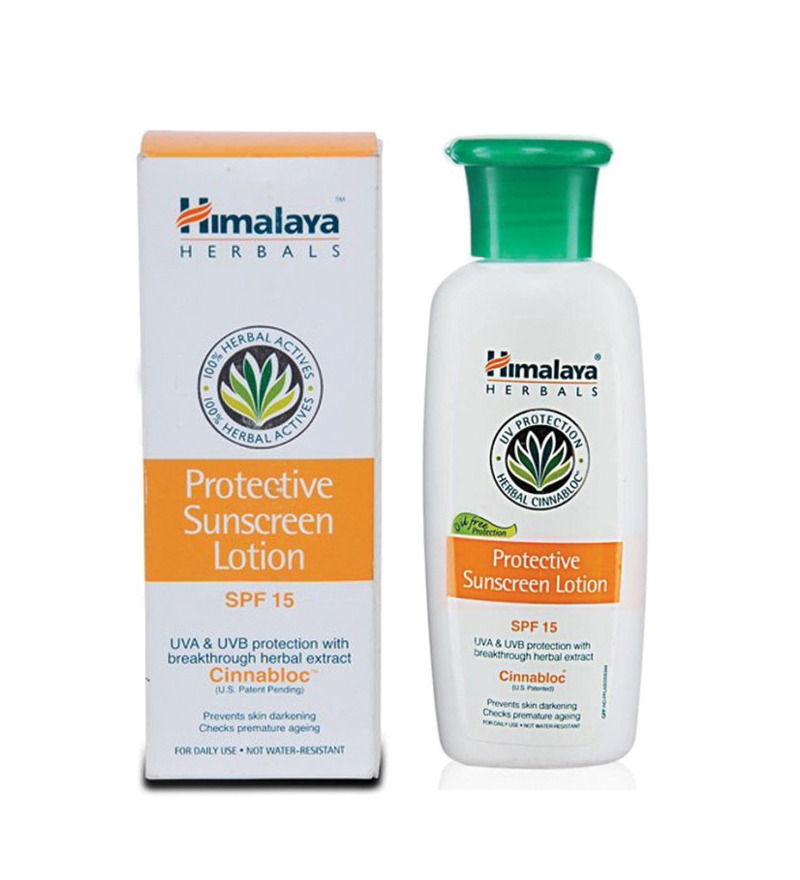 Himalaya™
HERBALS
100% HERBAL ACTIVES
100% HERBAL ACTIVES
Protective
Sunscreen
Lotion
SPF 15
UVA & UVB protection with
breakthrough herbal extract
Cinnabloc™
(U.S. Patent Pending)
Prevents skin darkening
Checks premature ageing
FOR DAILY USE • NOT WATER-RESISTANT
Himalaya®
HERBALS
UV PROTECTION
HERBAL CINNABLOC®
Oil free
Protection
Protective
Sunscreen Lotion
SPF 15
UVA & UVB protection with
breakthrough herbal extract
Cinnabloc®
(U.S. Patented)
Prevents skin darkening
Checks premature ageing
FOR DAILY USE • NOT WATER-RESISTANT